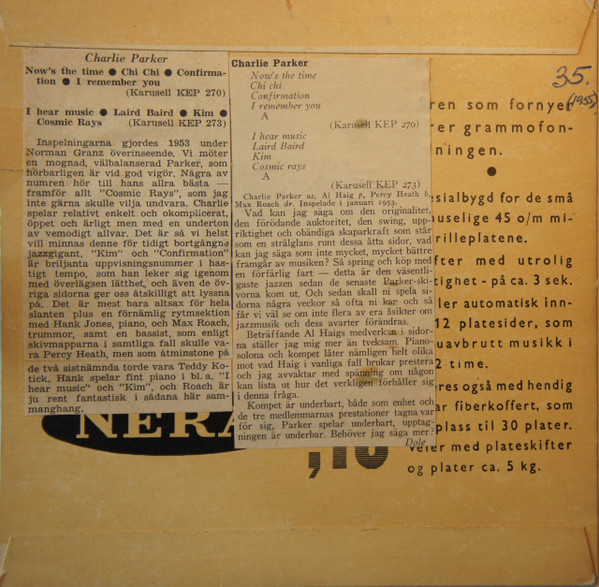 Charlie Parker
Now's the time ● Chi Chi ● Confirma-
tion ● I remember you
(Karusell KEP 270)
I hear music ● Laird Baird ● Kim ●
Cosmic Rays (Karusell KEP 273)
Inspelningarna gjordes 1953 under
Norman Granz överinseende. Vi möter
en mognad, välbalanserad Parker, som
hörbarligen är vid god vigör. Några av
numren hör till hans allra bästa —
framför allt "Cosmic Rays", som jag
inte gärna skulle vilja undvara. Charlie
spelar relativt enkelt och okomplicerat,
öppet och ärligt men med en underton
av vemodigt allvar. Det är så vi helst
vill minnas denne för tidigt bortgångna
jazzgigant. "Kim" och "Confirmation"
är briljanta uppvisningsnummer i has-
tigt tempo, som han leker sig igenom
med överlägsen lätthet, och även de öv-
riga sidorna ger oss åtskilligt att lyssna
på. Det är mest bara altsax för hela
slanten plus en förnämlig rytmsektion
med Hank Jones, piano, och Max Roach,
trummor, samt en bassist, som enligt
skivmapparna i samtliga fall skulle va-
ra Percy Heath, men som åtminstone på
de två sistnämnda torde vara Teddy Ko-
tick. Hank spelar fint piano i bl. a. "I
hear music" och "Kim", och Roach är
ju rent fantastisk i sådana här sam-
manhang.
Charlie Parker
Now's the time
Chi chi
Confirmation
I remember you
A
(Karusell KEP 270)
I hear music
Laird Baird
Kim
Cosmic rays
A
(Karusell KEP 273)
Charlie Parker as, Al Haig p, Percy Heath b,
Max Roach dr. Inspelade i januari 1953.
Vad kan jag säga om den originalitet,
den förödande auktoritet, den swing, upp-
riktighet och obändiga skaparkraft som står
som en strålglans runt dessa åtta sidor, vad
kan jag säga som inte mycket, mycket bättre
framgår av musiken? Så spring och köp med
en förfärlig fart — detta är den väsentli-
gaste jazzen sedan de senaste Parker-ski-
vorna kom ut. Och sedan skall ni spela si-
dorna några veckor så ofta ni kan och så
får vi väl se om inte flera av era åsikter om
jazzmusik och dess avarter förändras.
Beträffande Al Haigs medverkan i sidor-
na ställer jag mig mer än tveksam. Piano-
solona och kompet låter nämligen helt olika
mot vad Haig i vanliga fall brukar prestera
och jag avvaktar med spänning om någon
kan lista ut hur det verkligen förhåller sig
i denna fråga.
Kompet är underbart, både som enhet och
de tre medlemmarnas prestationer tagna var
för sig. Parker spelar underbart, upptag-
ningen är underbar. Behöver jag säga mer?
Dole
35.
(1955)
ren som fornyer
er grammofon-
ningen.
●
sialbygd for de små
uselige 45 o/m mi-
rilleplatene.
fter med utrolig
tighet - på ca. 3 sek.
ler automatisk inn-
12 platesider, som
uavbrutt musikk i
2 time.
eres også med hendig
ar fiberkoffert, som
plass til 30 plater.
Veier med plateskifter
og plater ca. 5 kg.
NERA